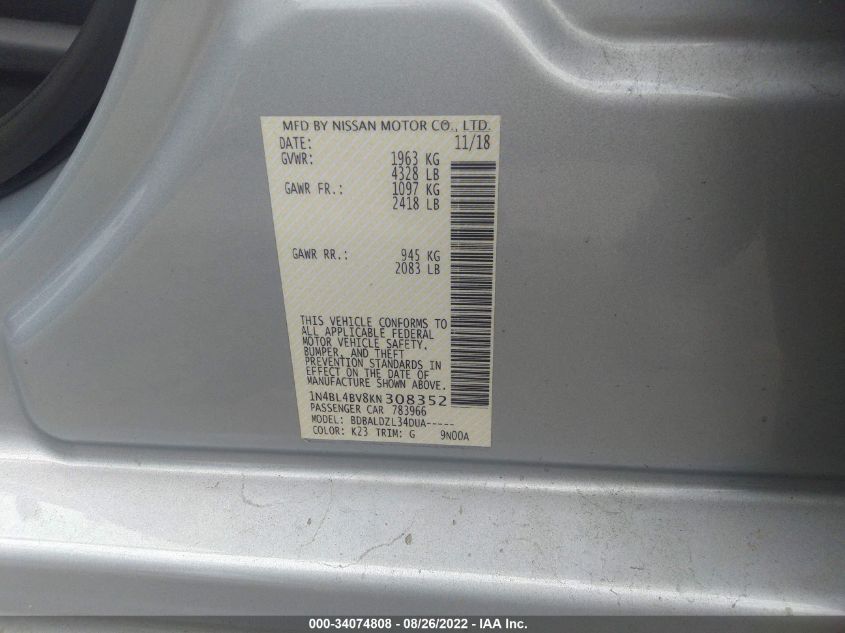 MFD BY NISSAN MOTOR CO., LTD.
DATE: 11/18
GVWR: 1963 KG
4328 LB
GAWR FR.: 1097 KG
2418 LB
GAWR RR.: 945 KG
2083 LB
THIS VEHICLE CONFORMS TO
ALL APPLICABLE FEDERAL
MOTOR VEHICLE SAFETY,
BUMPER, AND THEFT
PREVENTION STANDARDS IN
EFFECT ON THE DATE OF
MANUFACTURE SHOWN ABOVE.
1N4BL4BV8KN308352
PASSENGER CAR 783966
MODEL: BDBALDZL34DUA-----
COLOR: K23 TRIM: G 9N00A
000-34074808 - 08/26/2022 - IAA Inc.